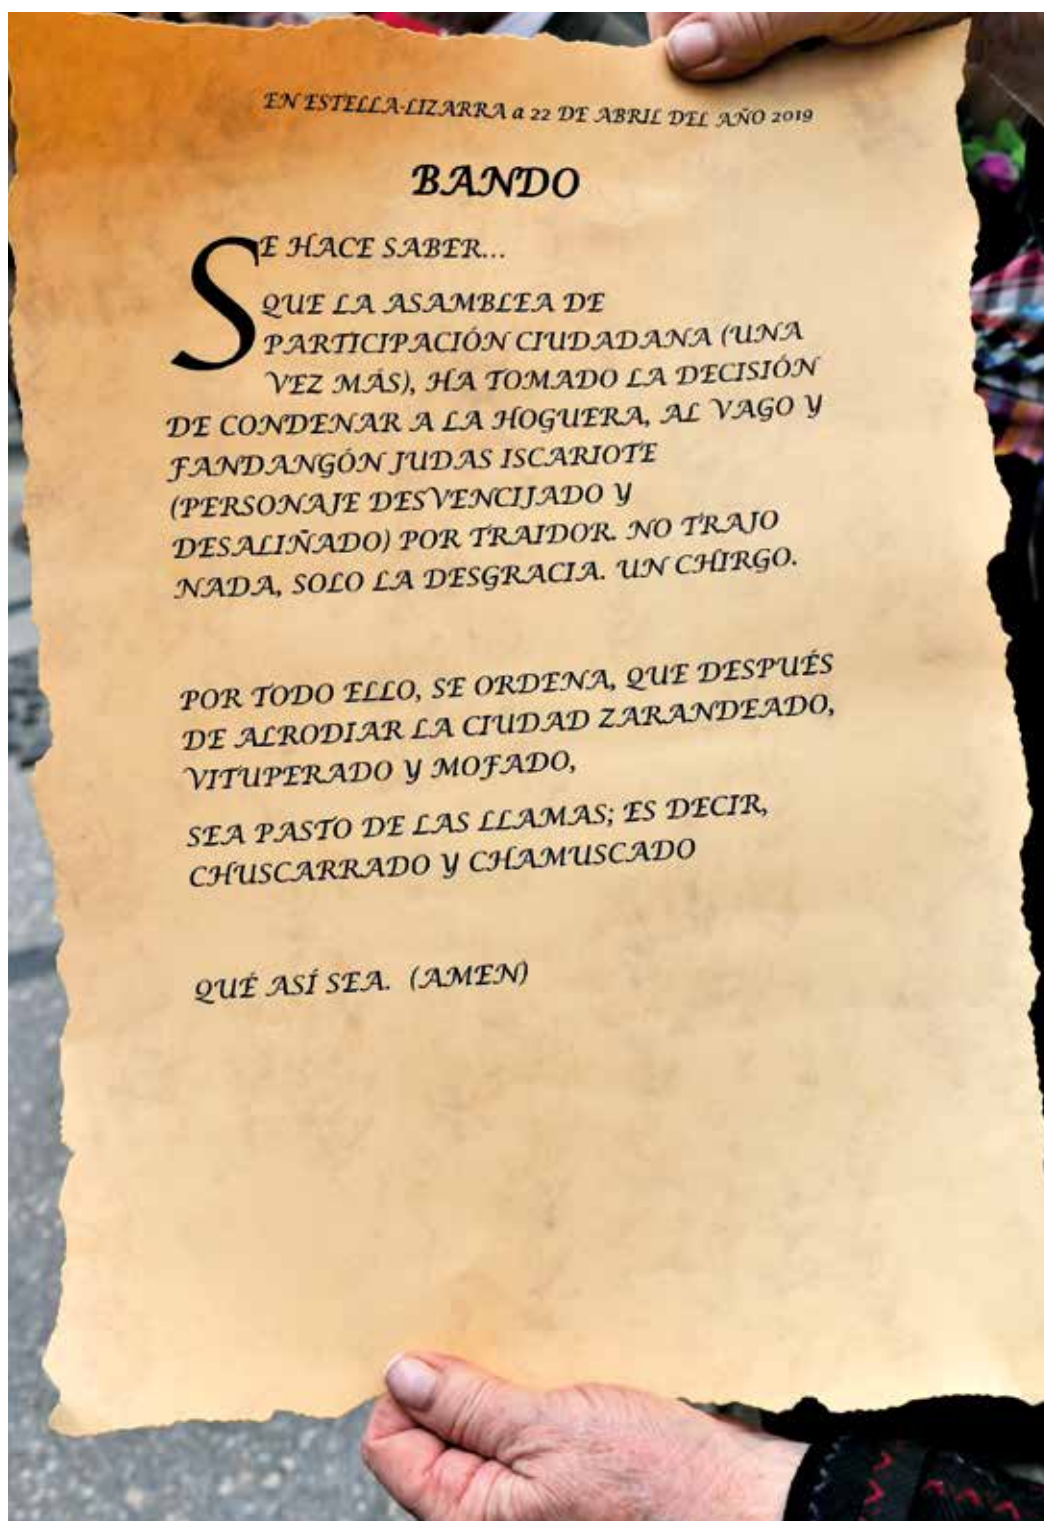 EN ESTELLA-LIZARRA a 22 DE ABRIL DEL AÑO 2019
BANDO
SE HACE SABER...
QUE LA ASAMBLEA DE
PARTICIPACIÓN CIUDADANA (UNA
VEZ MÁS), HA TOMADO LA DECISIÓN
DE CONDENAR A LA HOGUERA, AL VAGO Y
FANDANGÓN JUDAS ISCARIOTE
(PERSONAJE DESVENCIJADO Y
DESALIÑADO) POR TRAIDOR. NO TRAJO
NADA, SOLO LA DESGRACIA. UN CHIRGO.
POR TODO ELLO, SE ORDENA, QUE DESPUÉS
DE ALRODIAR LA CIUDAD ZARANDEADO,
VITUPERADO Y MOFADO,
SEA PASTO DE LAS LLAMAS; ES DECIR,
CHUSCARRADO Y CHAMUSCADO
QUÉ ASÍ SEA. (AMEN)